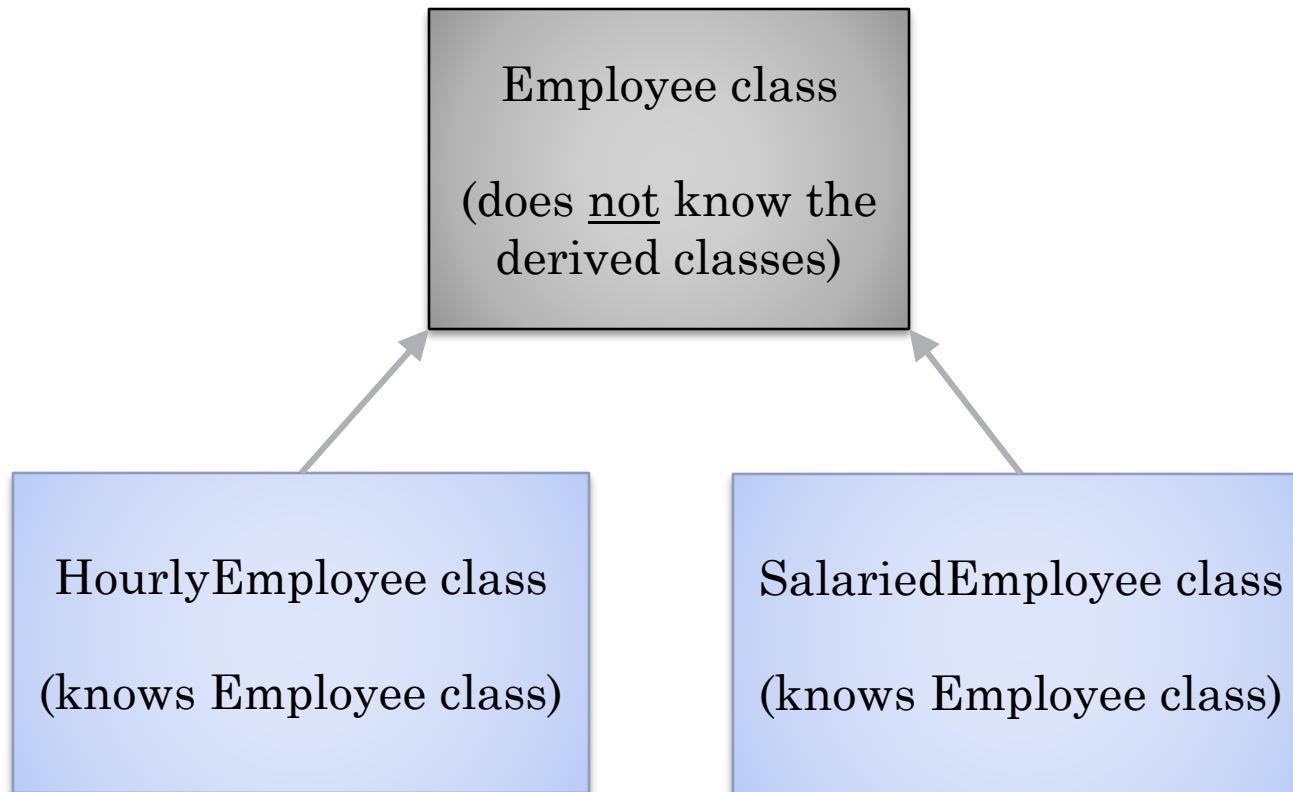 Employee class
(does not know the
derived classes)
HourlyEmployee class
(knows Employee class)
SalariedEmployee class
(knows Employee class)